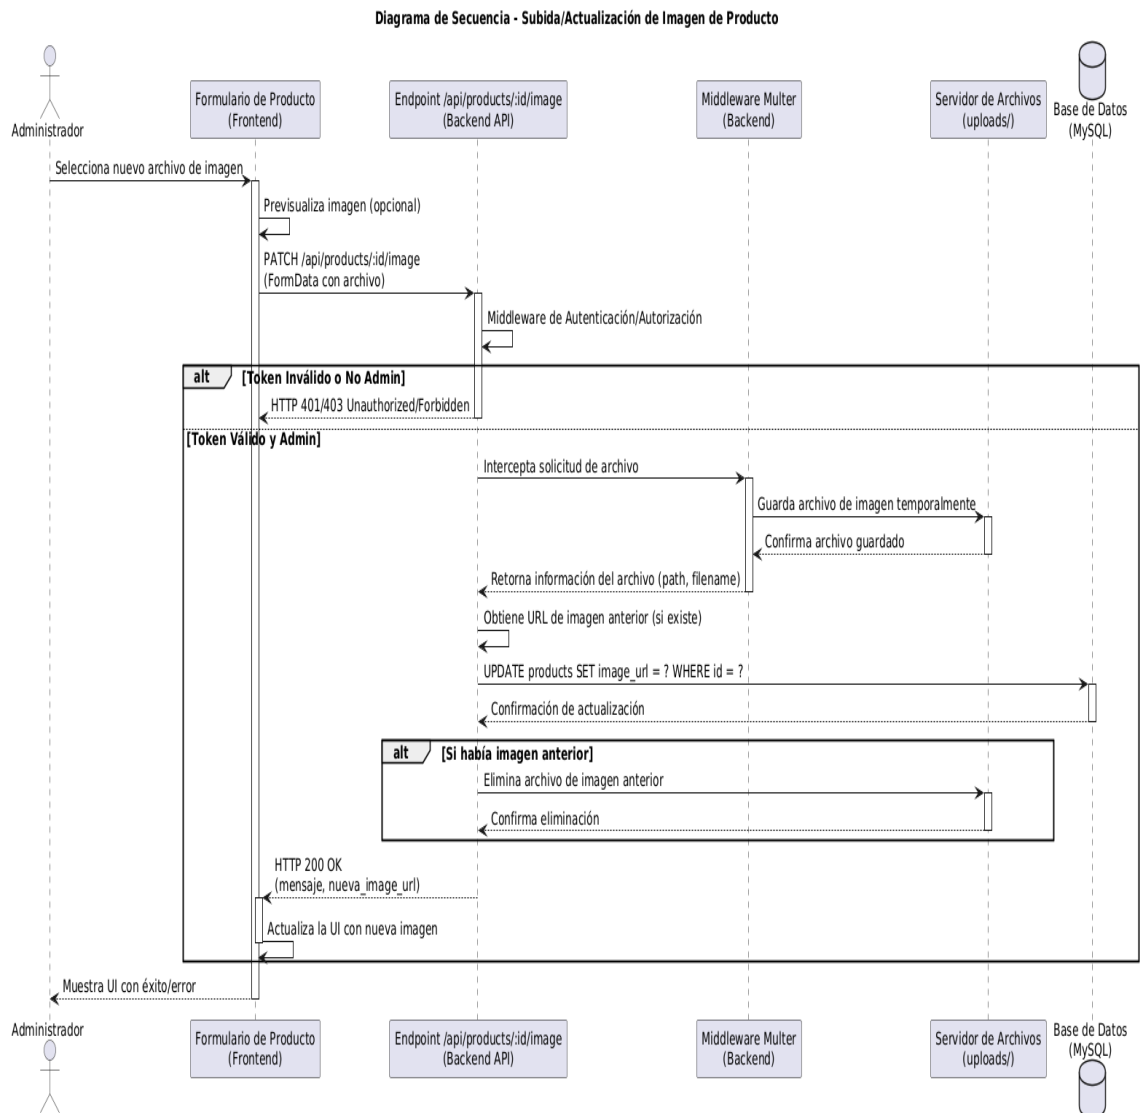 Diagrama de Secuencia - Subida/Actualización de Imagen de Producto
Administrador
Formulario de Producto
(Frontend)
Endpoint /api/products/:id/image
(Backend API)
Middleware Multer
(Backend)
Servidor de Archivos
(uploads/)
Base de Datos
(MySQL)
Selecciona nuevo archivo de imagen
Previsualiza imagen (opcional)
PATCH /api/products/:id/image
(FormData con archivo)
Middleware de Autenticación/Autorización
alt
[Token Inválido o No Admin]
HTTP 401/403 Unauthorized/Forbidden
[Token Válido y Admin]
Intercepta solicitud de archivo
Guarda archivo de imagen temporalmente
Confirma archivo guardado
Retorna información del archivo (path, filename)
Obtiene URL de imagen anterior (si existe)
UPDATE products SET image_url = ? WHERE id = ?
Confirmación de actualización
alt
[Si había imagen anterior]
Elimina archivo de imagen anterior
Confirma eliminación
HTTP 200 OK
(mensaje, nueva_image_url)
Actualiza la UI con nueva imagen
Muestra UI con éxito/error
Administrador
Formulario de Producto
(Frontend)
Endpoint /api/products/:id/image
(Backend API)
Middleware Multer
(Backend)
Servidor de Archivos
(uploads/)
Base de Datos
(MySQL)